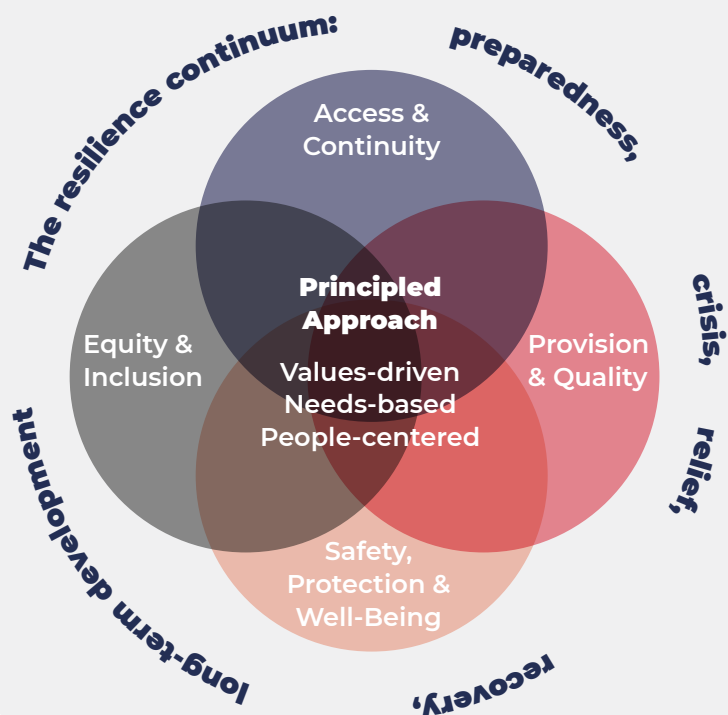 The resilience continuum:
preparedness,
crisis,
relief,
recovery,
long-term development
Access &
Continuity
Equity &
Inclusion
Principled
Approach
Values-driven
Needs-based
People-centered
Provision
& Quality
Safety,
Protection &
Well-Being